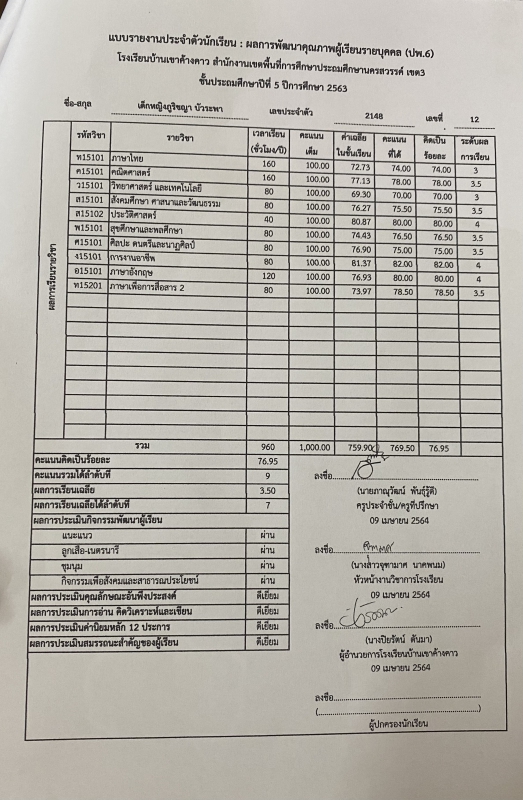 แบบรายงานประจำตัวนักเรียน : ผลการพัฒนาคุณภาพผู้เรียนรายบุคคล (ปพ.6)
โรงเรียนบ้านเขาค้างคาว สำนักงานเขตพื้นที่การศึกษาประถมศึกษานครสวรรค์ เขต3
ชั้นประถมศึกษาปีที่ 5 ปีการศึกษา 2563
ชื่อ-สกุล เด็กหญิงภูริชญา บัวระพา เลขประจำตัว 2148 เลขที่ 12
ผลการเรียนรายวิชา
รหัสวิชา รายวิชา เวลาเรียน (ชั่วโมง/ปี) คะแนนเต็ม ค่าเฉลี่ยในชั้นเรียน คะแนนที่ได้ คิดเป็นร้อยละ ระดับผลการเรียน
ท15101 ภาษาไทย 160 100.00 72.73 74.00 74.00 3
ค15101 คณิตศาสตร์ 160 100.00 77.13 78.00 78.00 3.5
ว15101 วิทยาศาสตร์ และเทคโนโลยี 80 100.00 69.30 70.00 70.00 3
ส15101 สังคมศึกษา ศาสนาและวัฒนธรรม 80 100.00 76.27 75.50 75.50 3.5
ส15102 ประวัติศาสตร์ 40 100.00 80.87 80.00 80.00 4
พ15101 สุขศึกษาและพลศึกษา 80 100.00 74.43 76.50 76.50 3.5
ศ15101 ศิลปะ ดนตรีและนาฏศิลป์ 80 100.00 76.90 75.00 75.00 3.5
ง15101 การงานอาชีพ 80 100.00 81.37 82.00 82.00 4
อ15101 ภาษาอังกฤษ 120 100.00 76.93 80.00 80.00 4
ท15201 ภาษาเพื่อการสื่อสาร 2 80 100.00 73.97 78.50 78.50 3.5
รวม 960 1,000.00 759.90 769.50 76.95
คะแนนคิดเป็นร้อยละ 76.95
คะแนนรวมได้ลำดับที่ 9
ผลการเรียนเฉลี่ย 3.50
ผลการเรียนเฉลี่ยได้ลำดับที่ 7
ผลการประเมินกิจกรรมพัฒนาผู้เรียน
แนะแนว ผ่าน
ลูกเสือ-เนตรนารี ผ่าน
ชุมนุม ผ่าน
กิจกรรมเพื่อสังคมและสาธารณประโยชน์ ผ่าน
ผลการประเมินคุณลักษณะอันพึงประสงค์ ดีเยี่ยม
ผลการประเมินการอ่าน คิดวิเคราะห์และเขียน ดีเยี่ยม
ผลการประเมินค่านิยมหลัก 12 ประการ ดีเยี่ยม
ผลการประเมินสมรรถนะสำคัญของผู้เรียน ดีเยี่ยม
ลงชื่อ
(นายภาณุวัฒน์ พันธุ์รู้ดี)
ครูประจำชั้น/ครูที่ปรึกษา
09 เมษายน 2564
ลงชื่อ
(นางสาวจุฑามาศ นาคพนม)
หัวหน้างานวิชาการโรงเรียน
09 เมษายน 2564
ลงชื่อ
(นางปิยรัตน์ ดันมา)
ผู้อำนวยการโรงเรียนบ้านเขาค้างคาว
09 เมษายน 2564
ลงชื่อ
(...)
ผู้ปกครองนักเรียน